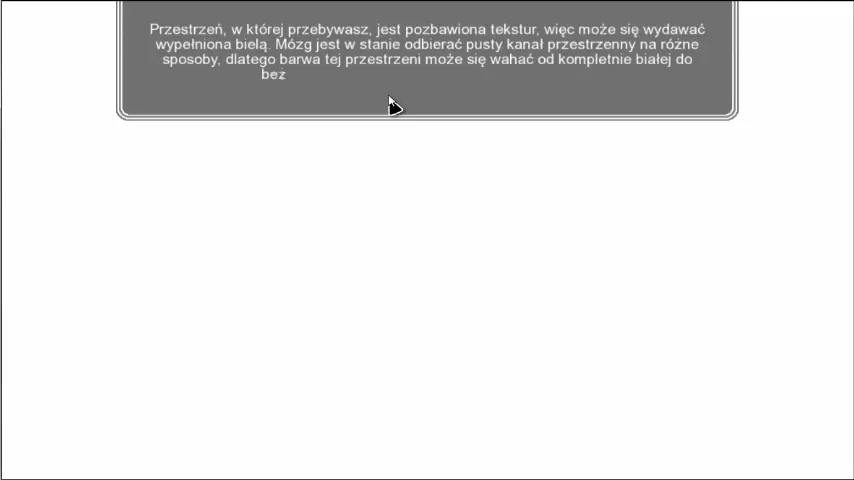 Przestrzeń, w której przebywasz, jest pozbawiona tekstur, więc może się wydawać
wypełniona bielą. Mózg jest w stanie odbierać pusty kanał przestrzenny na różne
sposoby, dlatego barwa tej przestrzeni może się wahać od kompletnie białej do
beż